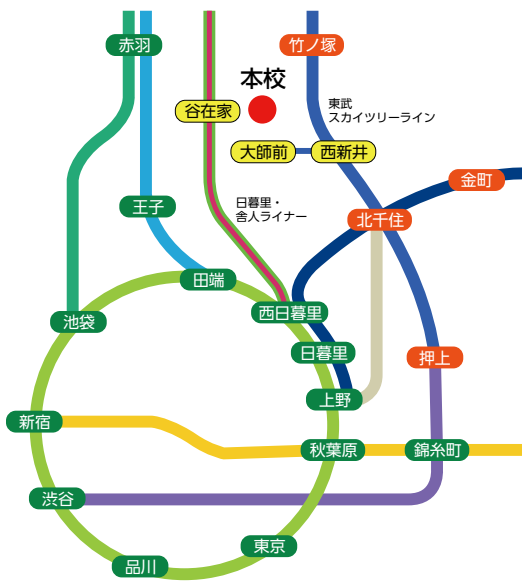 赤羽
竹ノ塚
本校
谷在家
東武
スカイツリーライン
大師前
西新井
金町
王子
日暮里・
舎人ライナー
北千住
田端
西日暮里
池袋
日暮里
押上
上野
新宿
秋葉原
錦糸町
渋谷
東京
品川